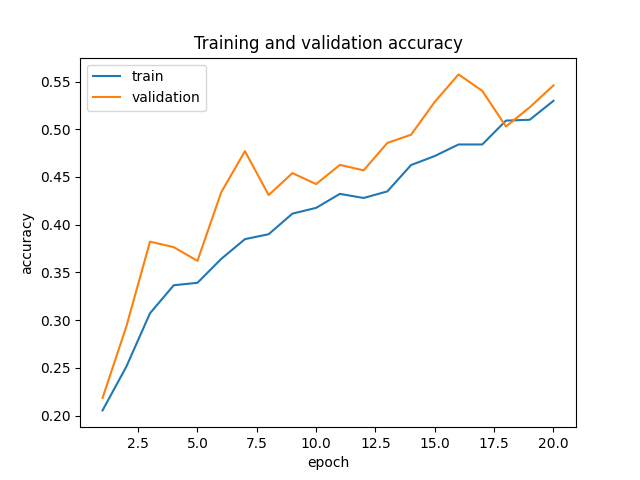 Training and validation accuracy
train
validation
0.55
0.50
0.45
0.40
0.35
0.30
0.25
0.20
accuracy
2.5 5.0 7.5 10.0 12.5 15.0 17.5 20.0
epoch